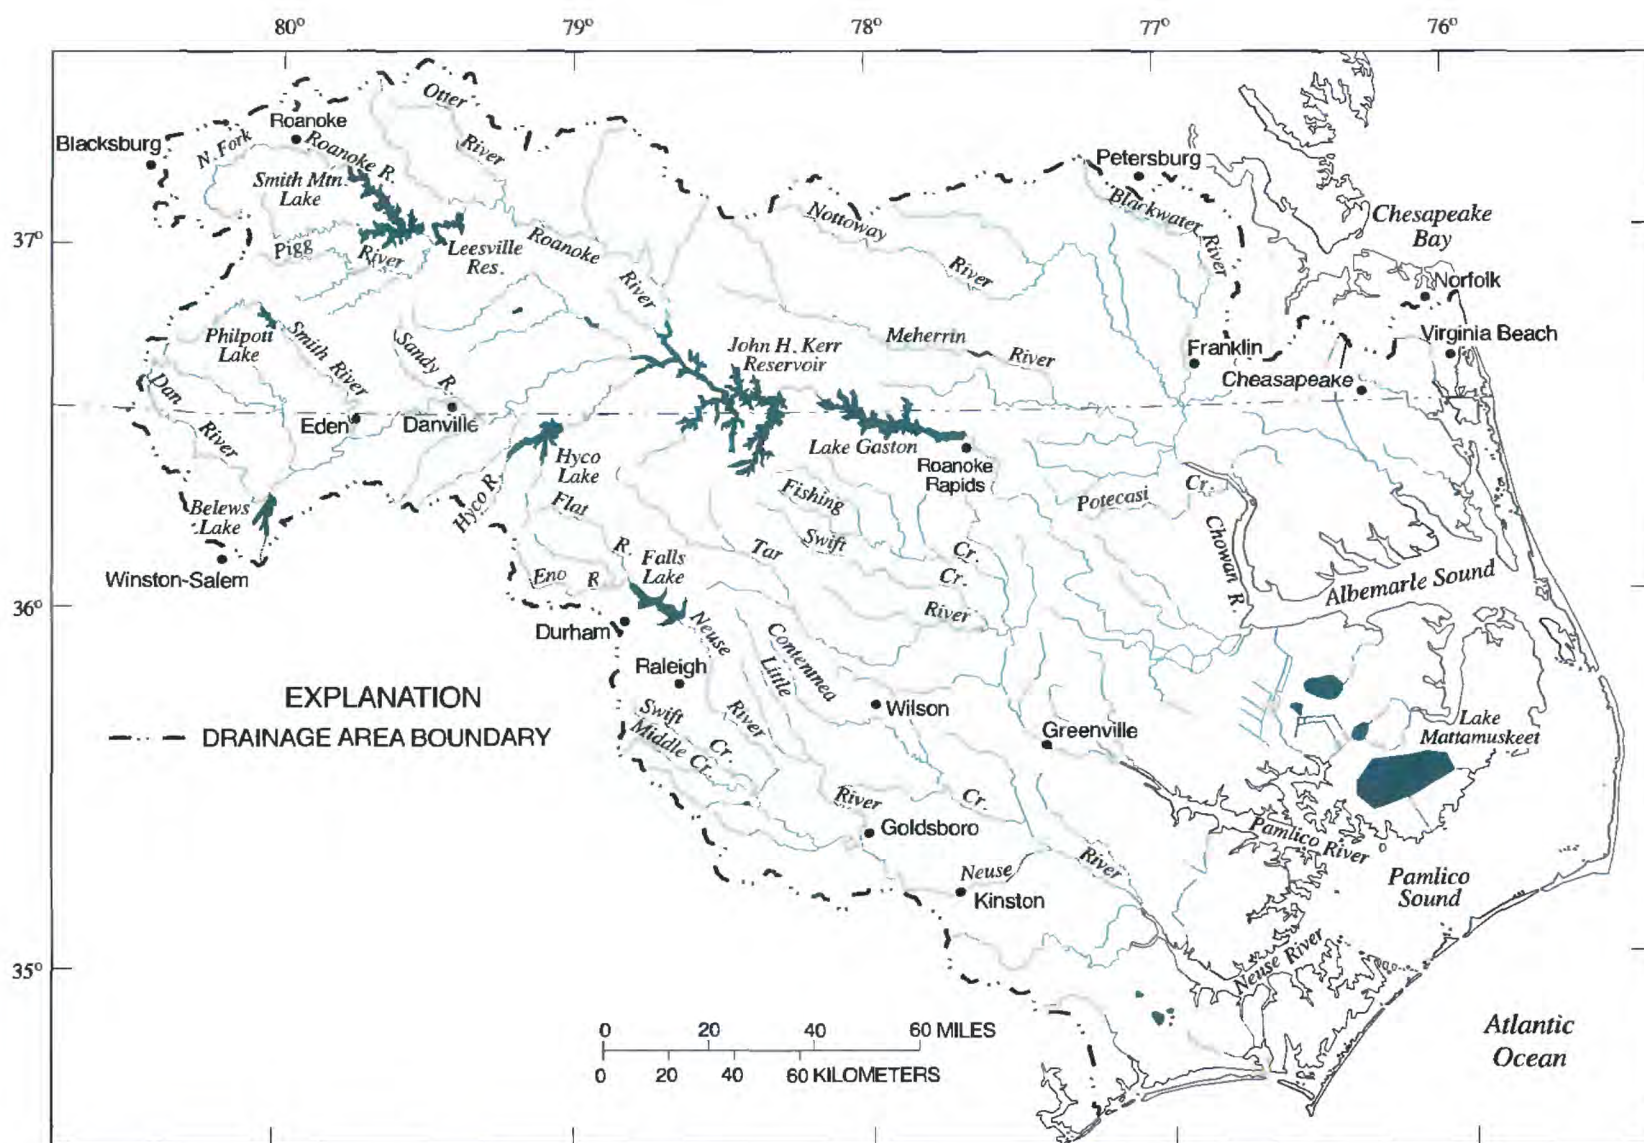 80°
79°
78°
77°
76°
Otter
River
Roanoke
Blacksburg
N. Fork
Roanoke R.
Smith Mtn.
Lake
Petersburg
Blackwater
River
Chesapeake
Bay
37°
Pigg
River
Leesville
Res.
Roanoke
River
Nottoway
River
Norfolk
Philpott
Lake
Smith River
Sandy R.
John H. Kerr
Reservoir
Meherrin
River
Franklin
Virginia Beach
Cheasapeake
Dan
River
Eden
Danville
Hyco
Lake
Lake Gaston
Roanoke
Rapids
Belews
Lake
Hyco R.
Flat
R.
Fishing
Cr.
Potecasi
Cr.
Chowan R.
Swift
Cr.
Winston-Salem
Eno R
Falls
Lake
Tar
River
Albemarle Sound
36°
Durham
Neuse
River
Contentnea
Cr.
Little
River
Raleigh
EXPLANATION
DRAINAGE AREA BOUNDARY
Swift
Cr.
Middle Cr.
Wilson
Greenville
Lake
Mattamuskeet
Goldsboro
Pamlico River
Neuse
River
Kinston
Pamlico
Sound
35°
Neuse River
0 20 40 60 MILES
0 20 40 60 KILOMETERS
Atlantic
Ocean